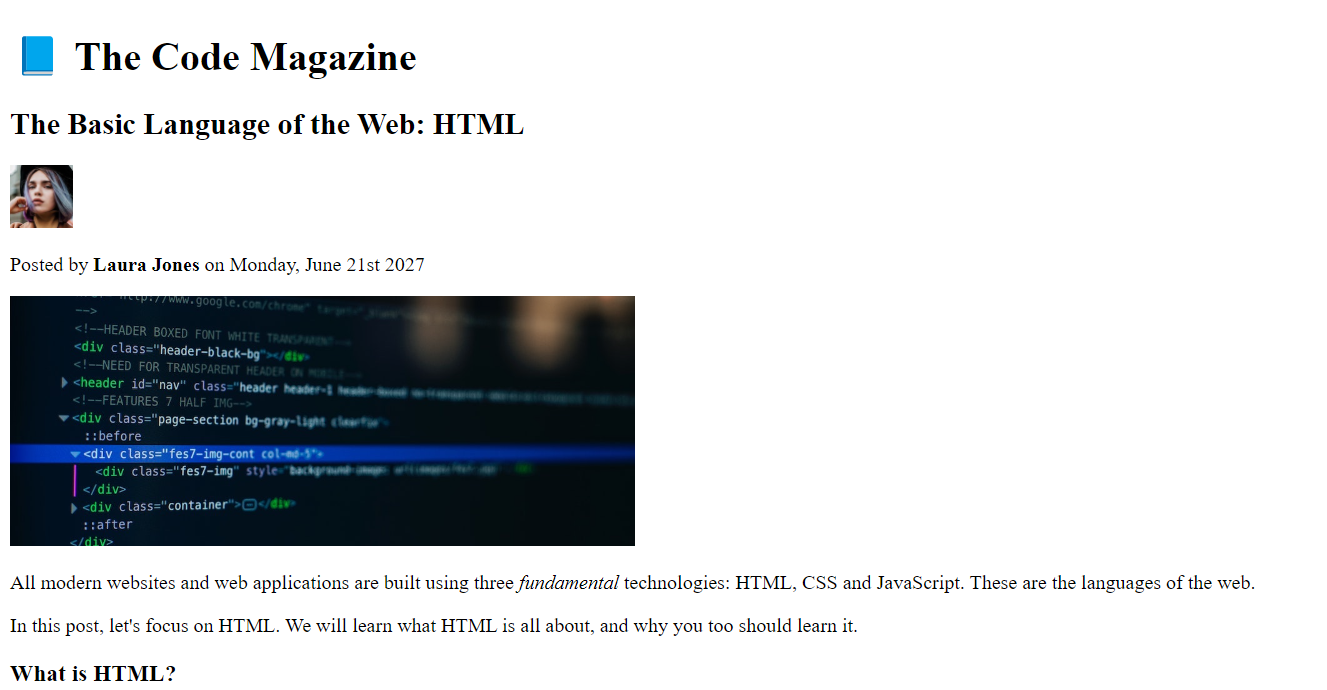 📘 The Code Magazine
The Basic Language of the Web: HTML
Posted by Laura Jones on Monday, June 21st 2027
http://www.google.com/chrome"
-->
<!--HEADER BOXED FONT WHITE TRANSPARENT-->
<div class="header-black-bg"></div>
<!--NEED FOR TRANSPARENT HEADER ON MOBILE-->
<header id="nav" class="header header-1
<!--FEATURES 7 HALF IMG-->
<div class="page-section bg-gray-light clearfix">
::before
<div class="fes7-img-cont col-md-5">
<div class="fes7-img" style="background-image:
</div>
<div class="container"></div>
::after
</div>
All modern websites and web applications are built using three fundamental technologies: HTML, CSS and JavaScript. These are the languages of the web.
In this post, let's focus on HTML. We will learn what HTML is all about, and why you too should learn it.
What is HTML?